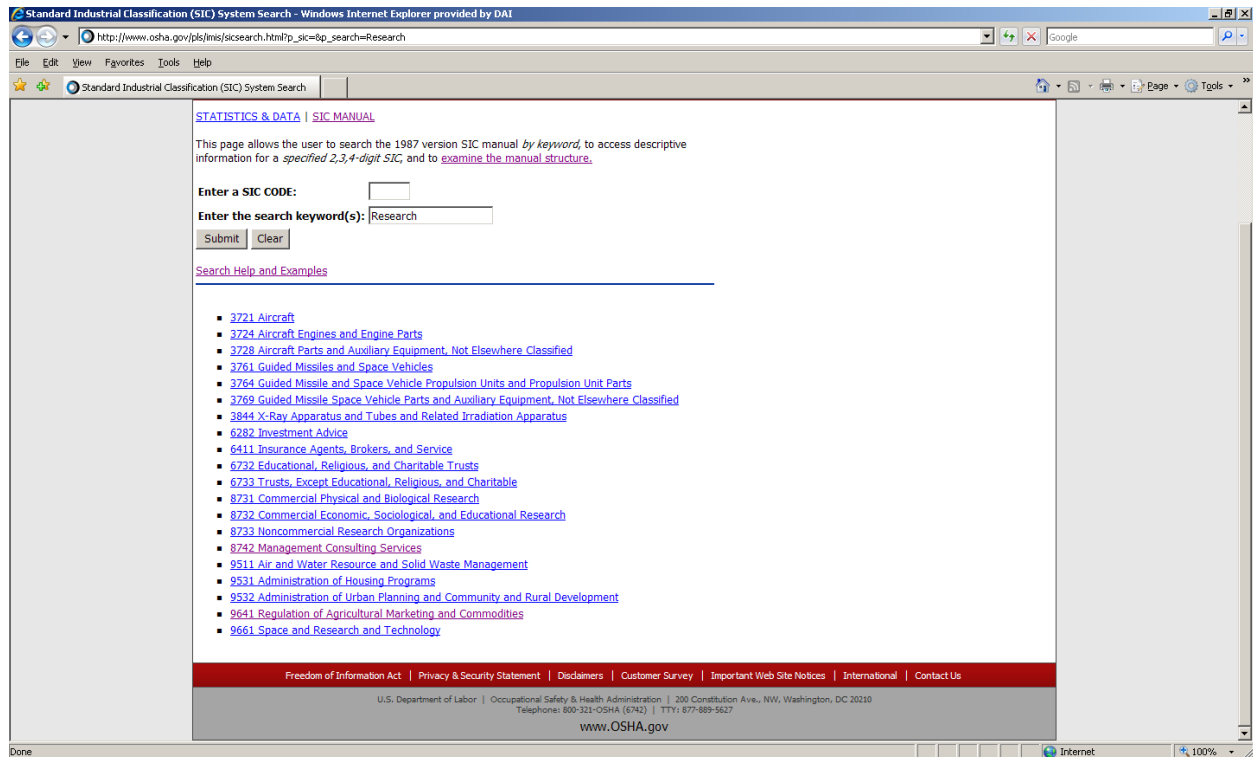 Standard Industrial Classification (SIC) System Search - Windows Internet Explorer provided by DAI
http://www.osha.gov/pls/imis/sicsearch.html?p_sic=&p_search=Research
Google
File Edit View Favorites Tools Help
Standard Industrial Classification (SIC) System Search
Page Tools »
STATISTICS & DATA | SIC MANUAL
This page allows the user to search the 1987 version SIC manual by keyword, to access descriptive
information for a specified 2,3,4-digit SIC, and to examine the manual structure.
Enter a SIC CODE:
Enter the search keyword(s): Research
Submit Clear
Search Help and Examples
3721 Aircraft
3724 Aircraft Engines and Engine Parts
3728 Aircraft Parts and Auxiliary Equipment, Not Elsewhere Classified
3761 Guided Missiles and Space Vehicles
3764 Guided Missile and Space Vehicle Propulsion Units and Propulsion Unit Parts
3769 Guided Missile Space Vehicle Parts and Auxiliary Equipment, Not Elsewhere Classified
3844 X-Ray Apparatus and Tubes and Related Irradiation Apparatus
6282 Investment Advice
6411 Insurance Agents, Brokers, and Service
6732 Educational, Religious, and Charitable Trusts
6733 Trusts, Except Educational, Religious, and Charitable
8731 Commercial Physical and Biological Research
8732 Commercial Economic, Sociological, and Educational Research
8733 Noncommercial Research Organizations
8742 Management Consulting Services
9511 Air and Water Resource and Solid Waste Management
9531 Administration of Housing Programs
9532 Administration of Urban Planning and Community and Rural Development
9641 Regulation of Agricultural Marketing and Commodities
9661 Space and Research and Technology
Freedom of Information Act | Privacy & Security Statement | Disclaimers | Customer Survey | Important Web Site Notices | International | Contact Us
U.S. Department of Labor | Occupational Safety & Health Administration | 200 Constitution Ave., NW, Washington, DC 20210
Telephone: 800-321-OSHA (6742) | TTY: 877-889-5627
www.OSHA.gov
Done Internet 100%